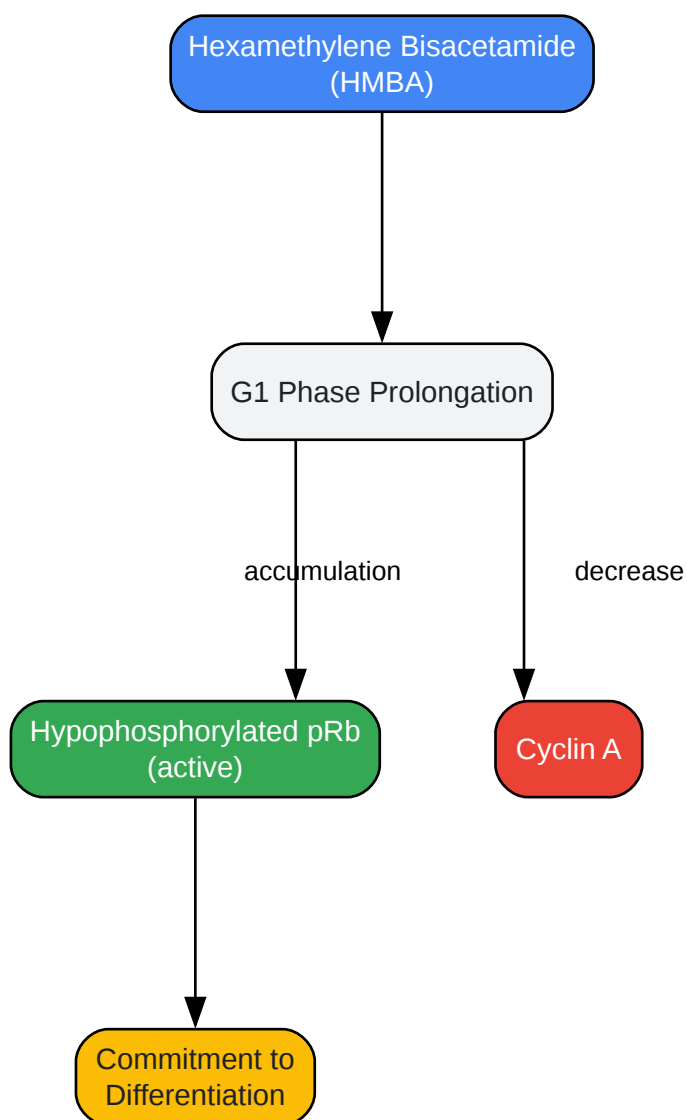 Hexamethylene Bisacetamide
(HMBA)
G1 Phase Prolongation
accumulation
decrease
Hypophosphorylated pRb
(active)
Cyclin A
Commitment to
Differentiation